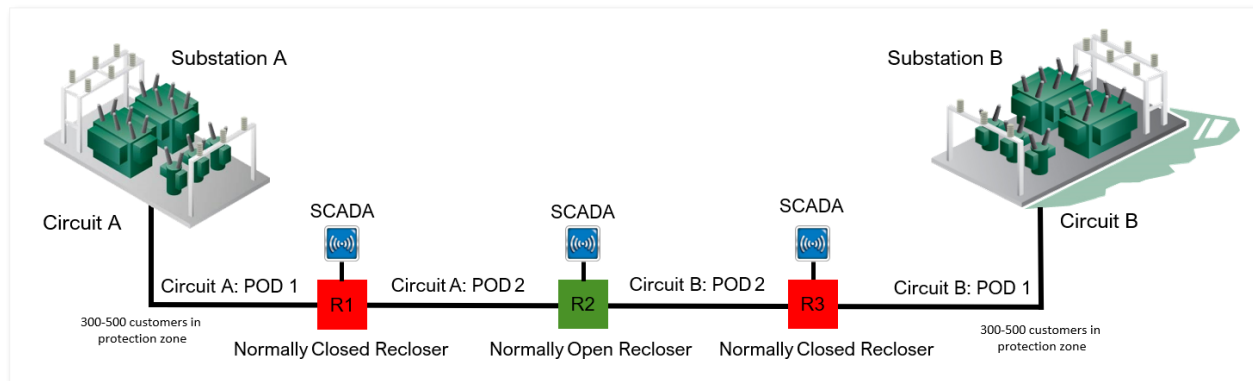 Substation A
Substation B
Circuit A
Circuit B
SCADA
SCADA
SCADA
Circuit A: POD 1
R1
Circuit A: POD 2
R2
Circuit B: POD 2
R3
Circuit B: POD 1
300-500 customers in
protection zone
Normally Closed Recloser
Normally Open Recloser
Normally Closed Recloser
300-500 customers in
protection zone